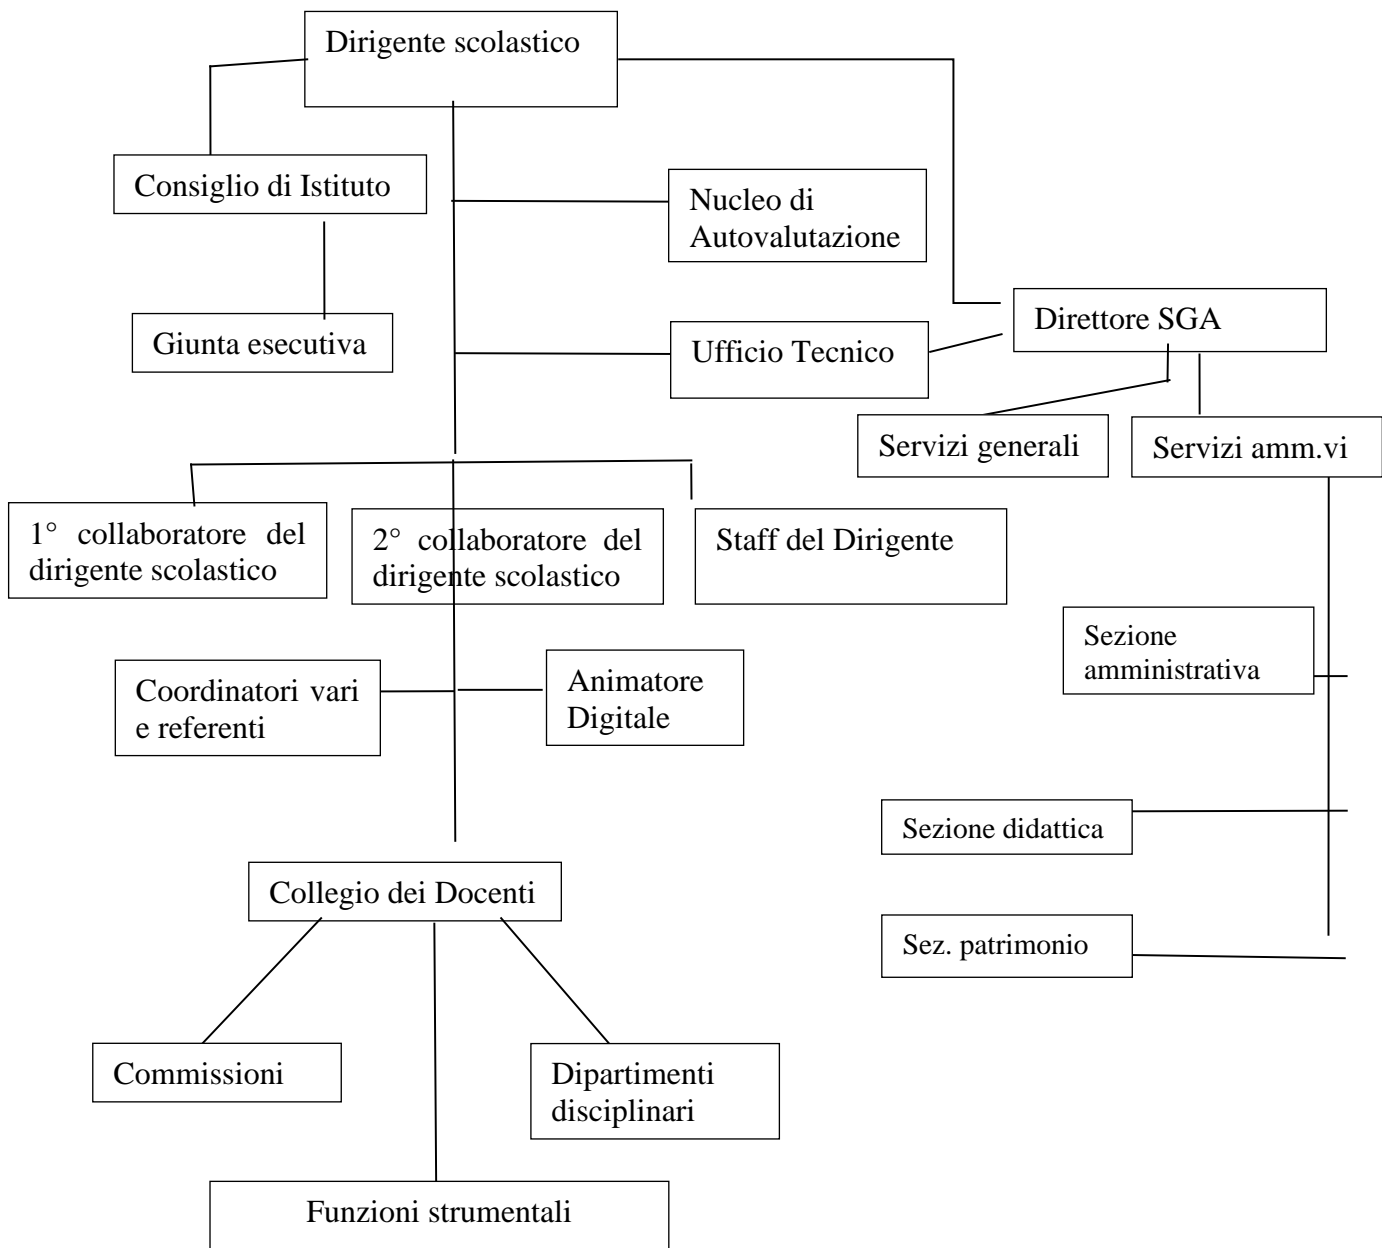 Dirigente scolastico
Consiglio di Istituto
Nucleo di
Autovalutazione
Direttore SGA
Giunta esecutiva
Ufficio Tecnico
Servizi generali
Servizi amm.vi
1° collaboratore del
dirigente scolastico
2° collaboratore del
dirigente scolastico
Staff del Dirigente
Sezione
amministrativa
Coordinatori vari
e referenti
Animatore
Digitale
Sezione didattica
Collegio dei Docenti
Sez. patrimonio
Commissioni
Dipartimenti
disciplinari
Funzioni strumentali